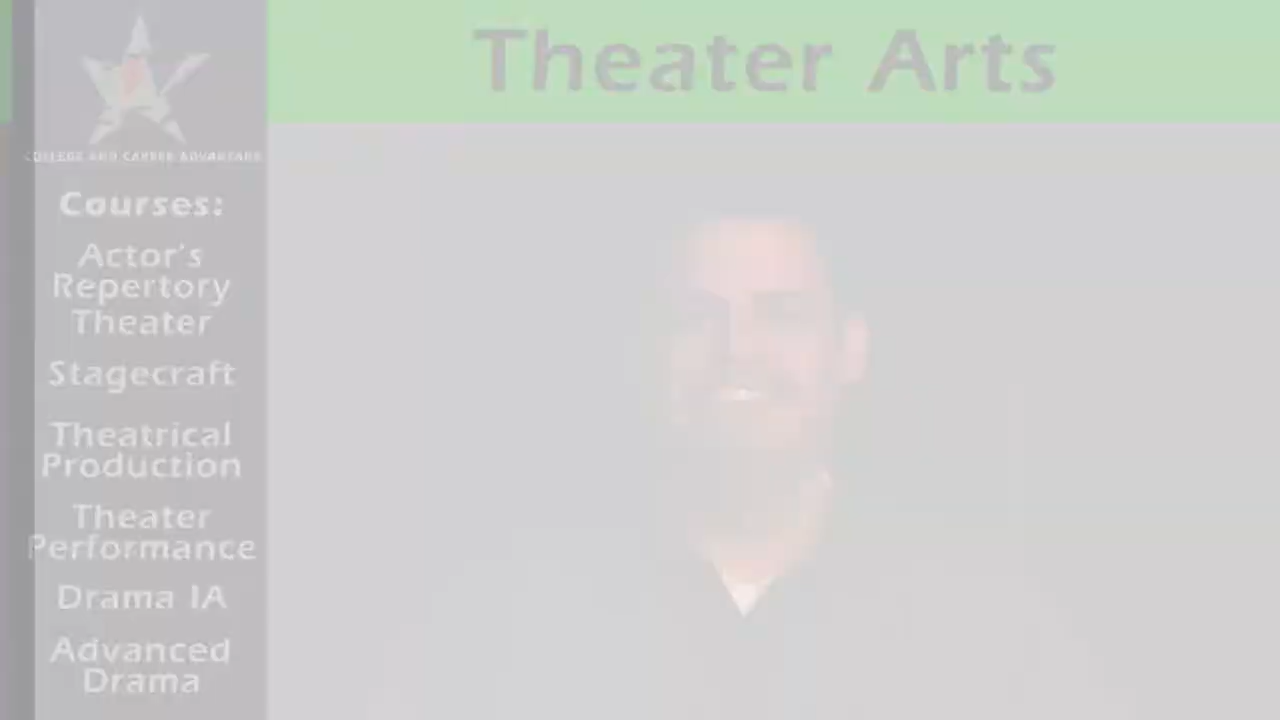 Theater Arts
COLLEGE AND CAREER ADVANTAGE
Courses:
Actor's
Repertory
Theater
Stagecraft
Theatrical
Production
Theater
Performance
Drama IA
Advanced
Drama